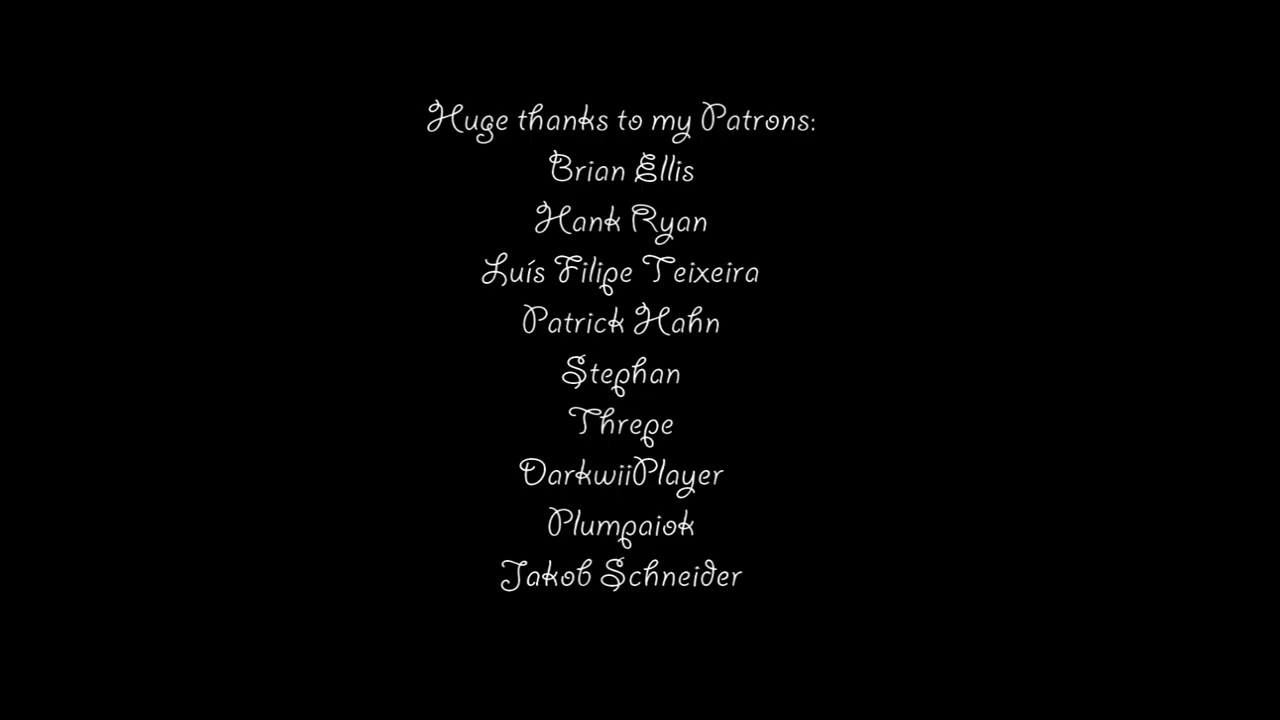 Huge thanks to my Patrons:
Brian Ellis
Hank Ryan
Luís Filipe Teixeira
Patrick Hahn
Stephan
Threpe
DarkwiiPlayer
Plumpaiok
Jakob Schneider